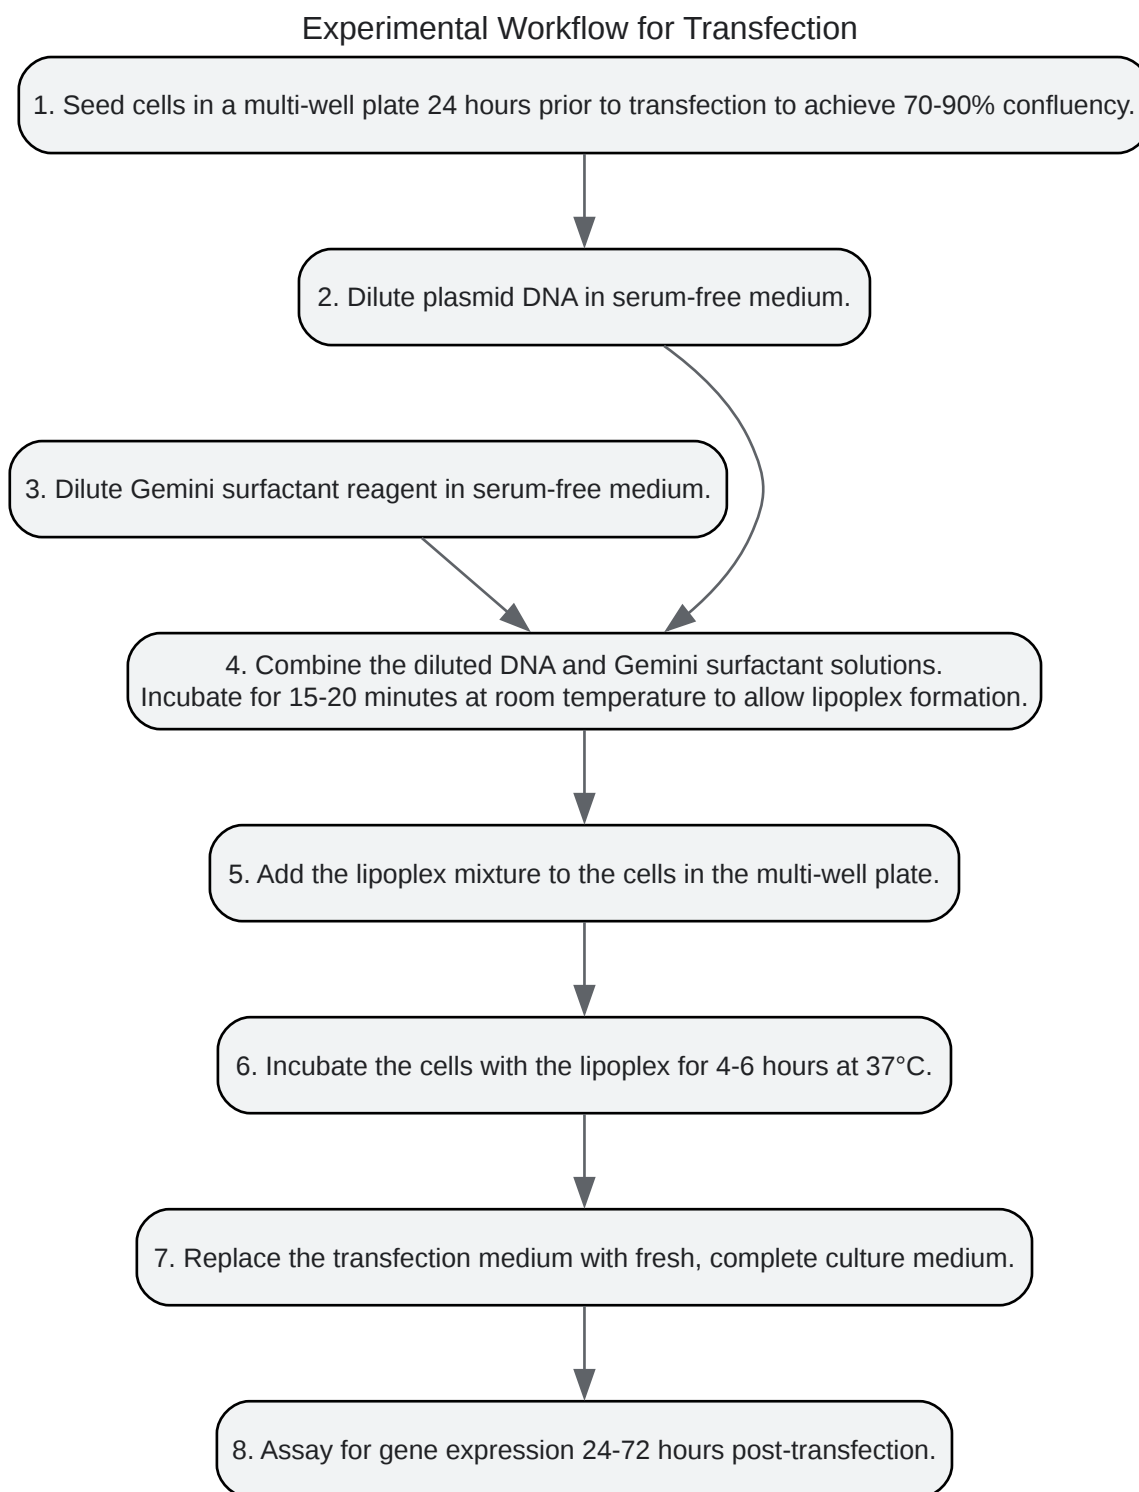 Experimental Workflow for Transfection
1. Seed cells in a multi-well plate 24 hours prior to transfection to achieve 70-90% confluency.
2. Dilute plasmid DNA in serum-free medium.
3. Dilute Gemini surfactant reagent in serum-free medium.
4. Combine the diluted DNA and Gemini surfactant solutions.
Incubate for 15-20 minutes at room temperature to allow lipoplex formation.
5. Add the lipoplex mixture to the cells in the multi-well plate.
6. Incubate the cells with the lipoplex for 4-6 hours at 37°C.
7. Replace the transfection medium with fresh, complete culture medium.
8. Assay for gene expression 24-72 hours post-transfection.